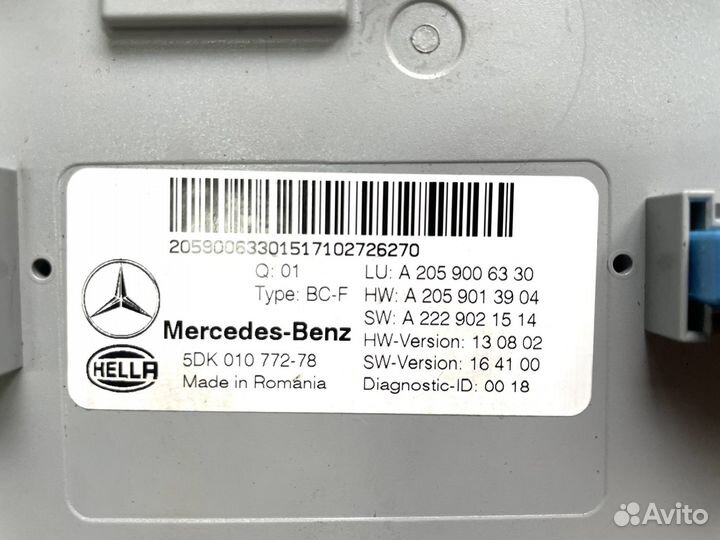 20590063301517102726270
Q: 01
Type: BC-F
Mercedes-Benz
HELLA
5DK 010 772-78
Made in Románia
LU: A 205 900 63 30
HW: A 205 901 39 04
SW: A 222 902 15 14
HW-Version: 13 08 02
SW-Version: 16 41 00
Diagnostic-ID: 00 18
Avito